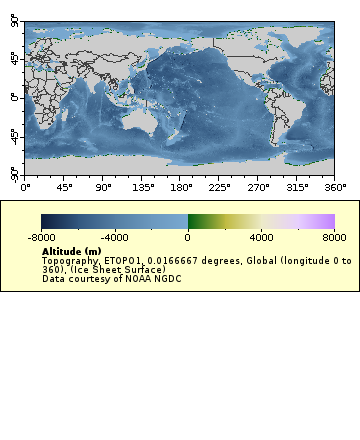 90°
45°
0°
-45°
-90°
0° 45° 90° 135° 180° 225° 270° 315° 360°
-8000 -4000 0 4000 8000
Altitude (m)
Topography, ETOPO1, 0.0166667 degrees, Global (longitude 0 to
360), (Ice Sheet Surface)
Data courtesy of NOAA NGDC